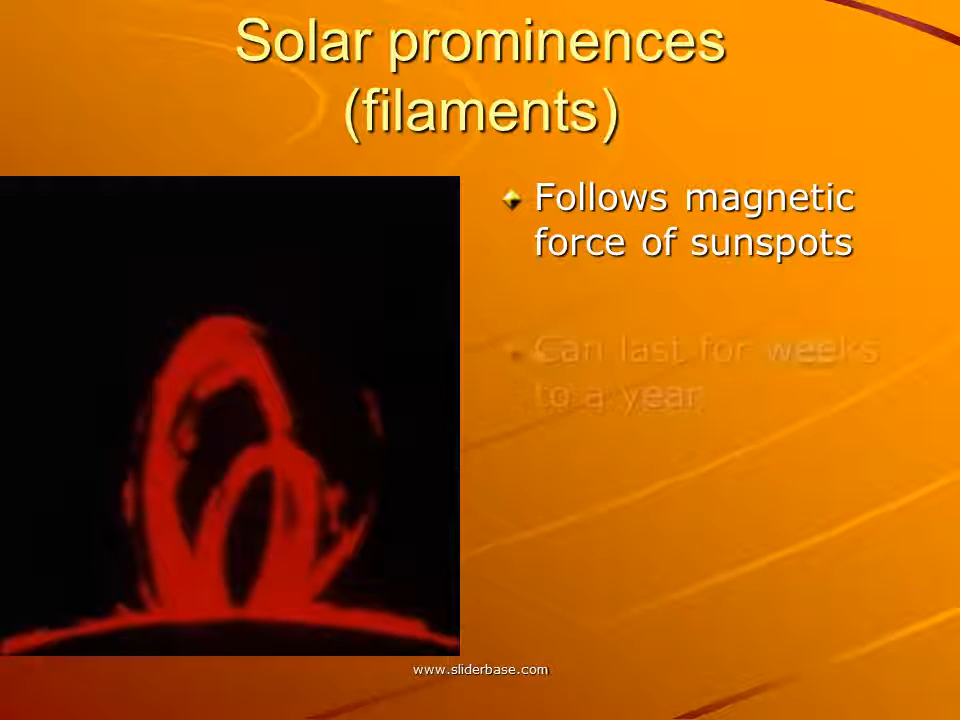 Solar prominences
(filaments)
Follows magnetic
force of sunspots
Can last for weeks
to a year
www.sliderbase.com